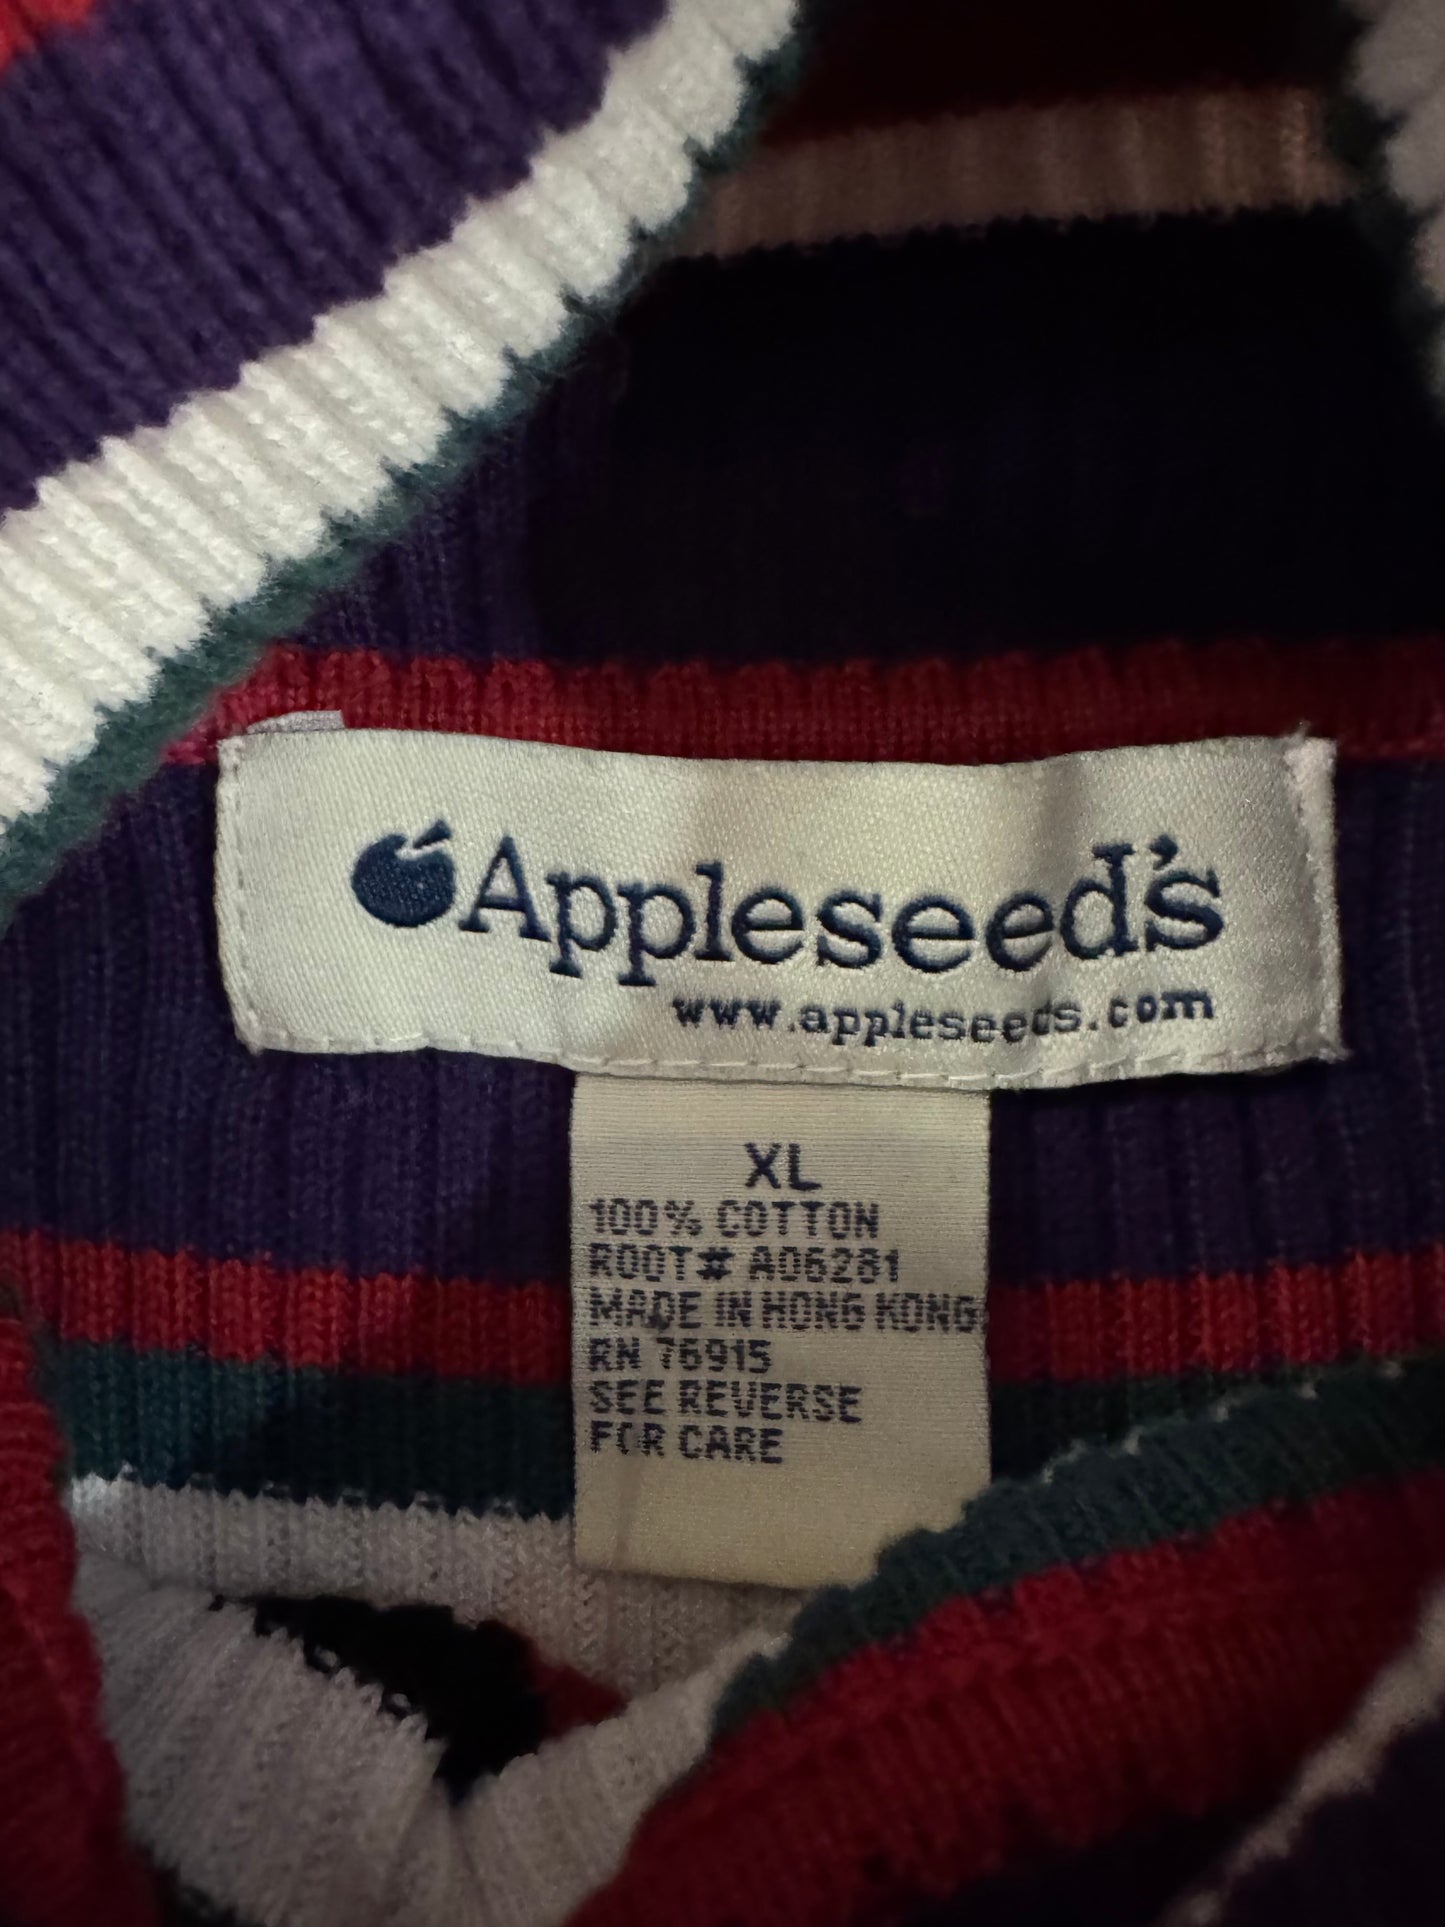 Appleseed's
www.appleseeds.com
XL
100% COTTON
ROOT# A06281
MADE IN HONG KONG
RN 76915
SEE REVERSE
FOR CARE